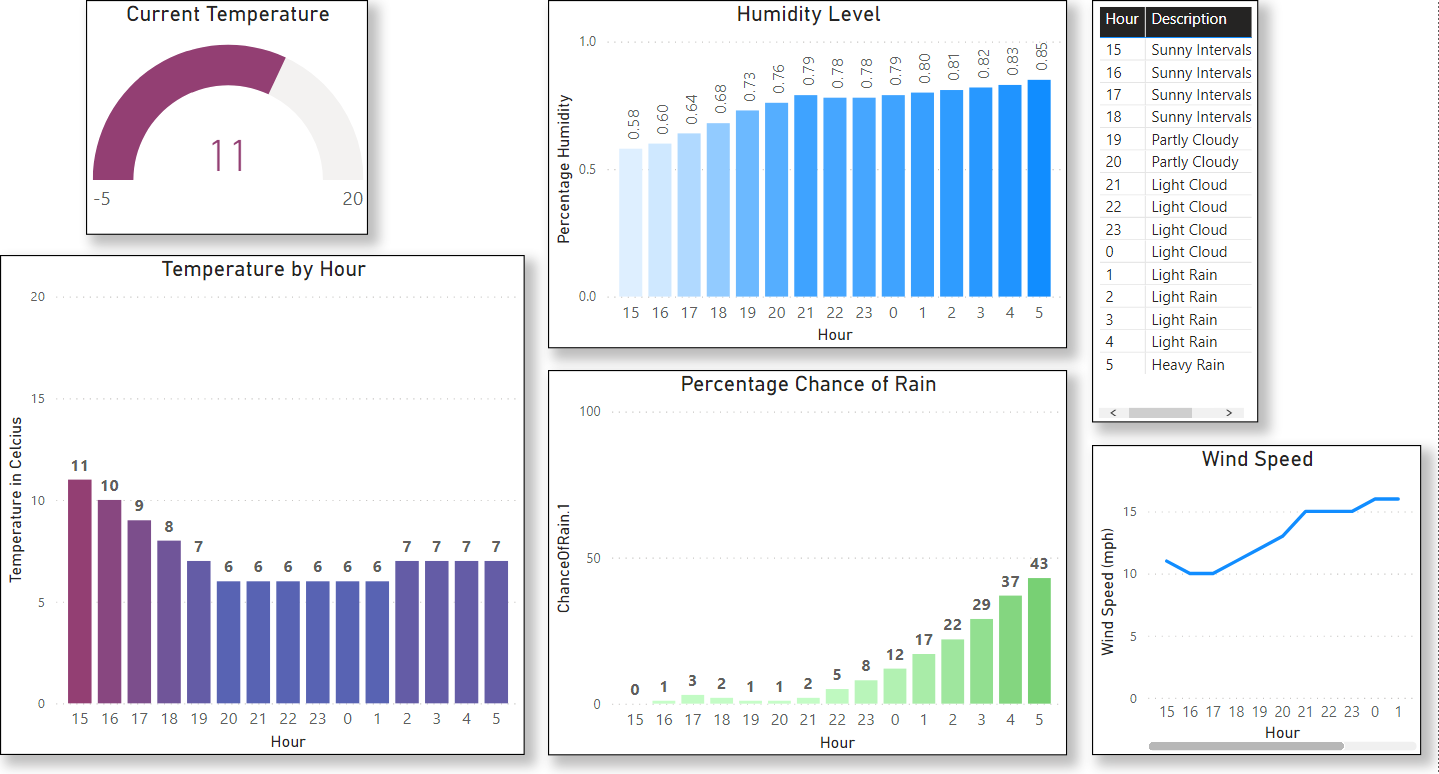 Current Temperature
11
-5 20
Temperature by Hour
Temperature in Celcius
20
15
10
5
0
11 10 9 8 7 6 6 6 6 6 6 7 7 7 7
15 16 17 18 19 20 21 22 23 0 1 2 3 4 5
Hour
Humidity Level
Percentage Humidity
1.0
0.5
0.0
0.58 0.60 0.64 0.68 0.73 0.76 0.79 0.78 0.78 0.79 0.80 0.81 0.82 0.83 0.85
15 16 17 18 19 20 21 22 23 0 1 2 3 4 5
Hour
Percentage Chance of Rain
ChanceOfRain.1
100
50
0
0 1 3 2 1 1 2 5 8 12 17 22 29 37 43
15 16 17 18 19 20 21 22 23 0 1 2 3 4 5
Hour
Hour Description
15 Sunny Intervals
16 Sunny Intervals
17 Sunny Intervals
18 Sunny Intervals
19 Partly Cloudy
20 Partly Cloudy
21 Light Cloud
22 Light Cloud
23 Light Cloud
0 Light Cloud
1 Light Rain
2 Light Rain
3 Light Rain
4 Light Rain
5 Heavy Rain
Wind Speed
Wind Speed (mph)
15
10
5
0
15 16 17 18 19 20 21 22 23 0 1
Hour